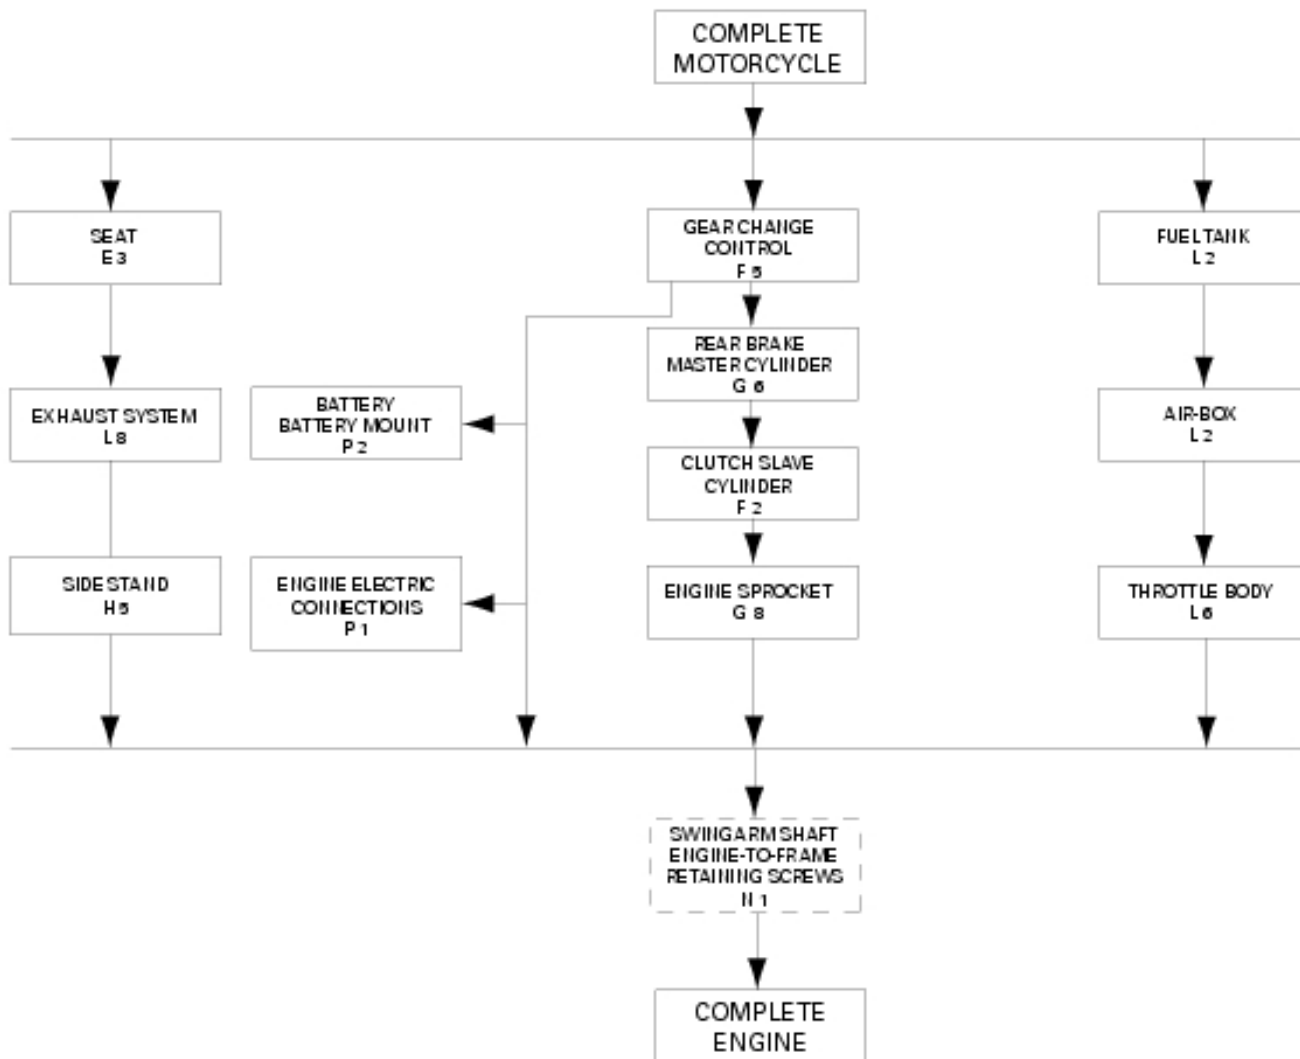 COMPLETE
MOTORCYCLE
SEAT
E 3
GEAR CHANGE
CONTROL
F 5
FUEL TANK
L 2
REAR BRAKE
MASTER CYLINDER
G 6
EXHAUST SYSTEM
L 8
BATTERY
BATTERY MOUNT
P 2
AIR-BOX
L 2
CLUTCH SLAVE
CYLINDER
F 2
SIDE STAND
H 5
ENGINE ELECTRIC
CONNECTIONS
P 1
ENGINE SPROCKET
G 8
THROTTLE BODY
L 6
SWINGARM SHAFT
ENGINE-TO-FRAME
RETAINING SCREWS
N 1
COMPLETE
ENGINE